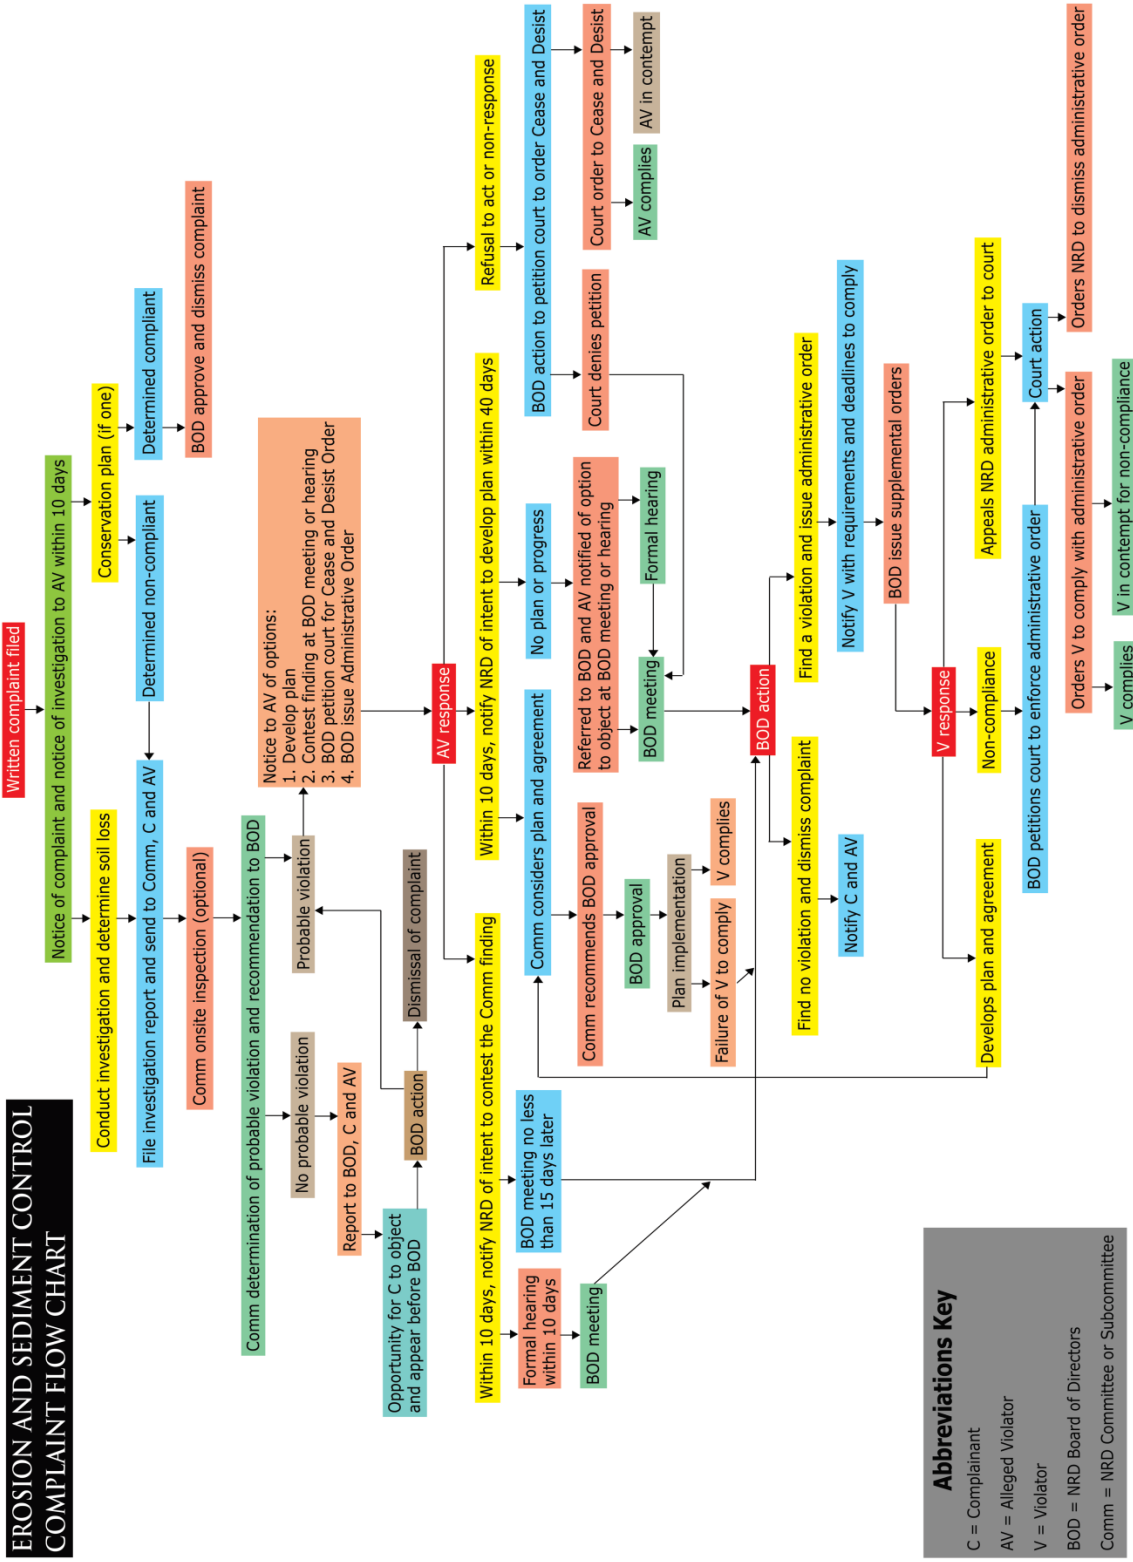 EROSION AND SEDIMENT CONTROL
COMPLAINT FLOW CHART
Written complaint filed
Notice of complaint and notice of investigation to AV within 10 days
Conduct investigation and determine soil loss
Conservation plan (if one)
File investigation report and send to Comm, C and AV
Determined non-compliant
Determined compliant
Comm onsite inspection (optional)
BOD approve and dismiss complaint
Comm determination of probable violation and recommendation to BOD
No probable violation
Probable violation
Notice to AV of options:
1. Develop plan
2. Contest finding at BOD meeting or hearing
3. BOD petition court for Cease and Desist Order
4. BOD issue Administrative Order
Report to BOD, C and AV
Opportunity for C to object
and appear before BOD
BOD action
Dismissal of complaint
AV response
Within 10 days, notify NRD of intent to contest the Comm finding
Within 10 days, notify NRD of intent to develop plan within 40 days
Refusal to act or non-response
Formal hearing
within 10 days
BOD meeting no less
than 15 days later
Comm considers plan and agreement
No plan or progress
BOD action to petition court to order Cease and Desist
BOD meeting
Comm recommends BOD approval
Referred to BOD and AV notified of option
to object at BOD meeting or hearing
Court denies petition
Court order to Cease and Desist
BOD approval
BOD meeting
Formal hearing
AV complies
AV in contempt
Plan implementation
Failure of V to comply
V complies
BOD action
Find no violation and dismiss complaint
Find a violation and issue administrative order
Notify C and AV
Notify V with requirements and deadlines to comply
BOD issue supplemental orders
V response
Develops plan and agreement
Non-compliance
Appeals NRD administrative order to court
BOD petitions court to enforce administrative order
Court action
Orders V to comply with administrative order
Orders NRD to dismiss administrative order
V complies
V in contempt for non-compliance
Abbreviations Key
C = Complainant
AV = Alleged Violator
V = Violator
BOD = NRD Board of Directors
Comm = NRD Committee or Subcommittee